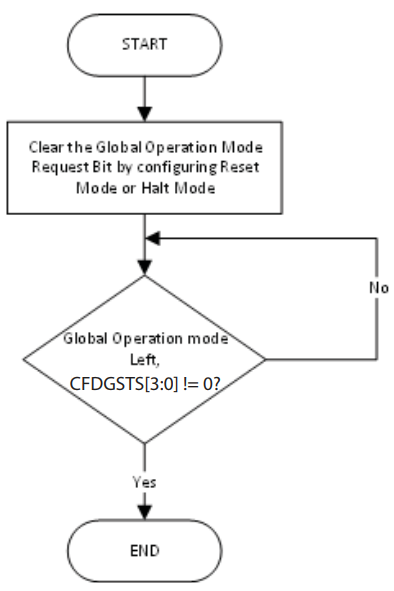 START
Clear the Global Operation Mode
Request Bit by configuring Reset
Mode or Halt Mode
No
Global Operation mode
Left,
CFDGSTS[3:0] != 0?
Yes
END